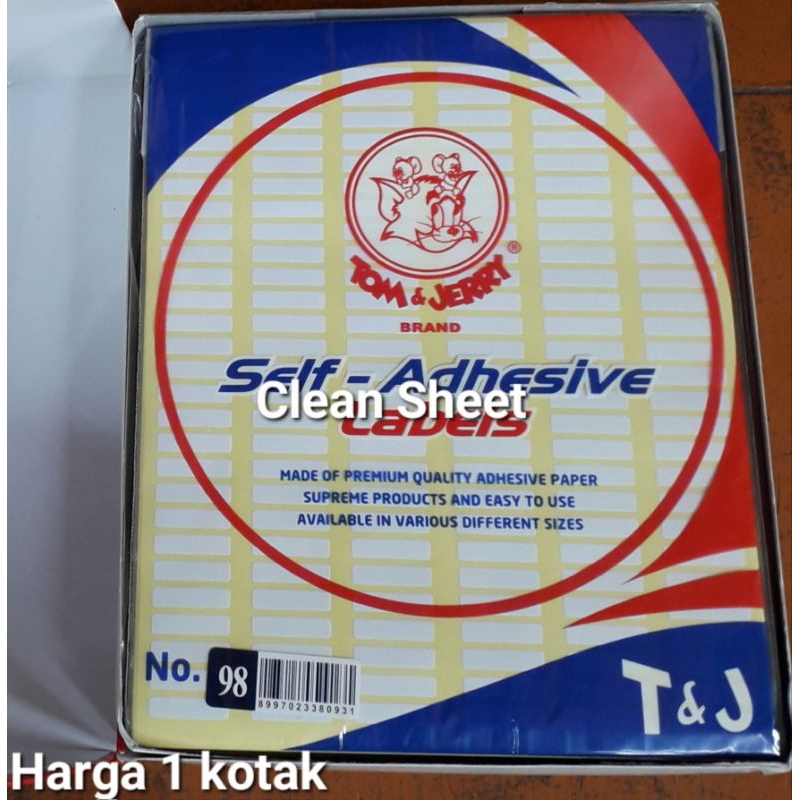 TOM & JERRY ®
BRAND
Self - Adhesive
Clean Sheet
Labels
MADE OF PREMIUM QUALITY ADHESIVE PAPER
SUPREME PRODUCTS AND EASY TO USE
AVAILABLE IN VARIOUS DIFFERENT SIZES
No. 98
8997023380931
T & J
Harga 1 kotak